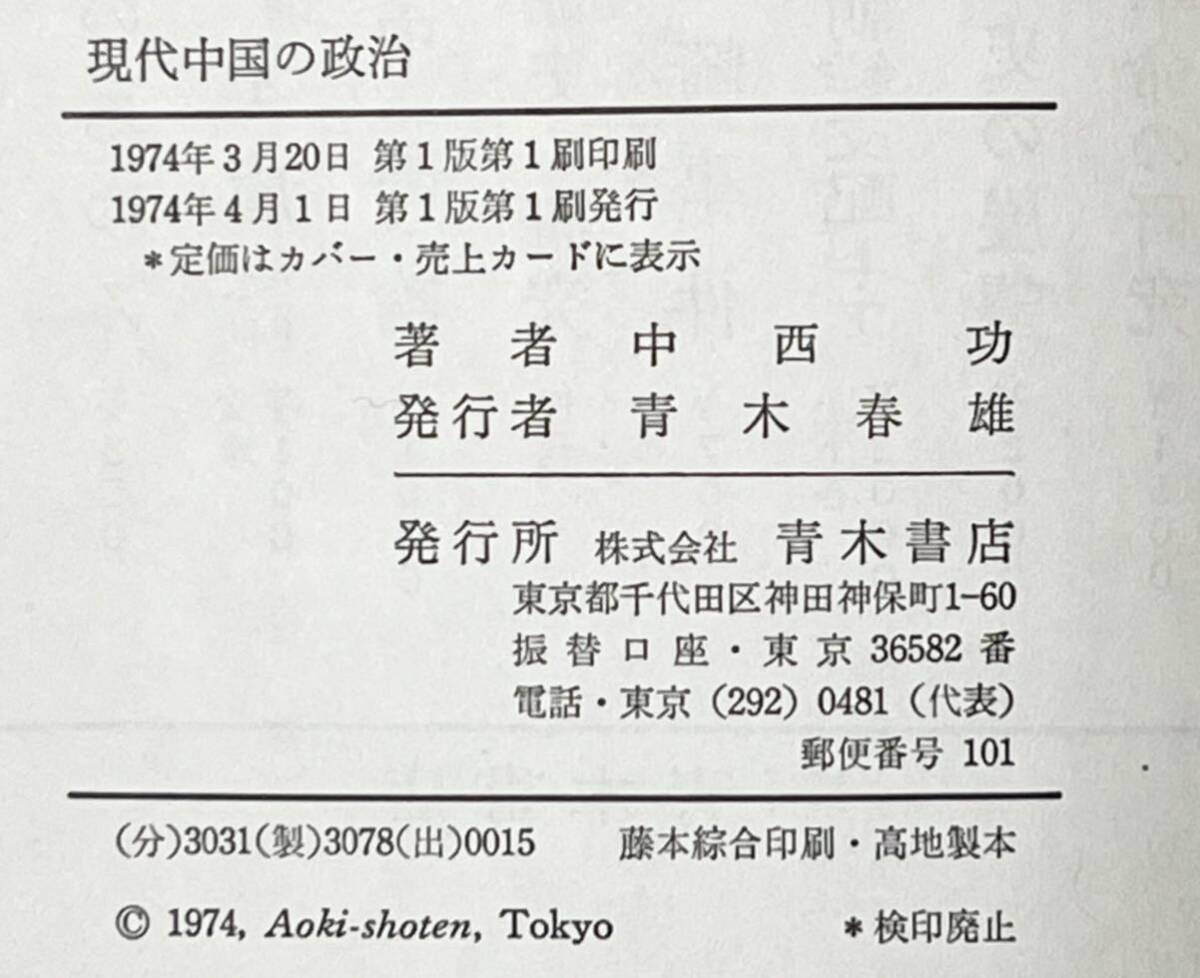 現代中国の政治
1974年3月20日 第1版第1刷印刷
1974年4月1日 第1版第1刷発行
*定価はカバー・売上カードに表示
著者 中西功
発行者 青木春雄
発行所 株式会社 青木書店
東京都千代田区神田神保町1-60
振替口座・東京 36582 番
電話・東京 (292) 0481 (代表)
郵便番号 101
(分)3031(製)3078(出)0015 藤本綜合印刷・高地製本
© 1974, Aoki-shoten, Tokyo *検印廃止